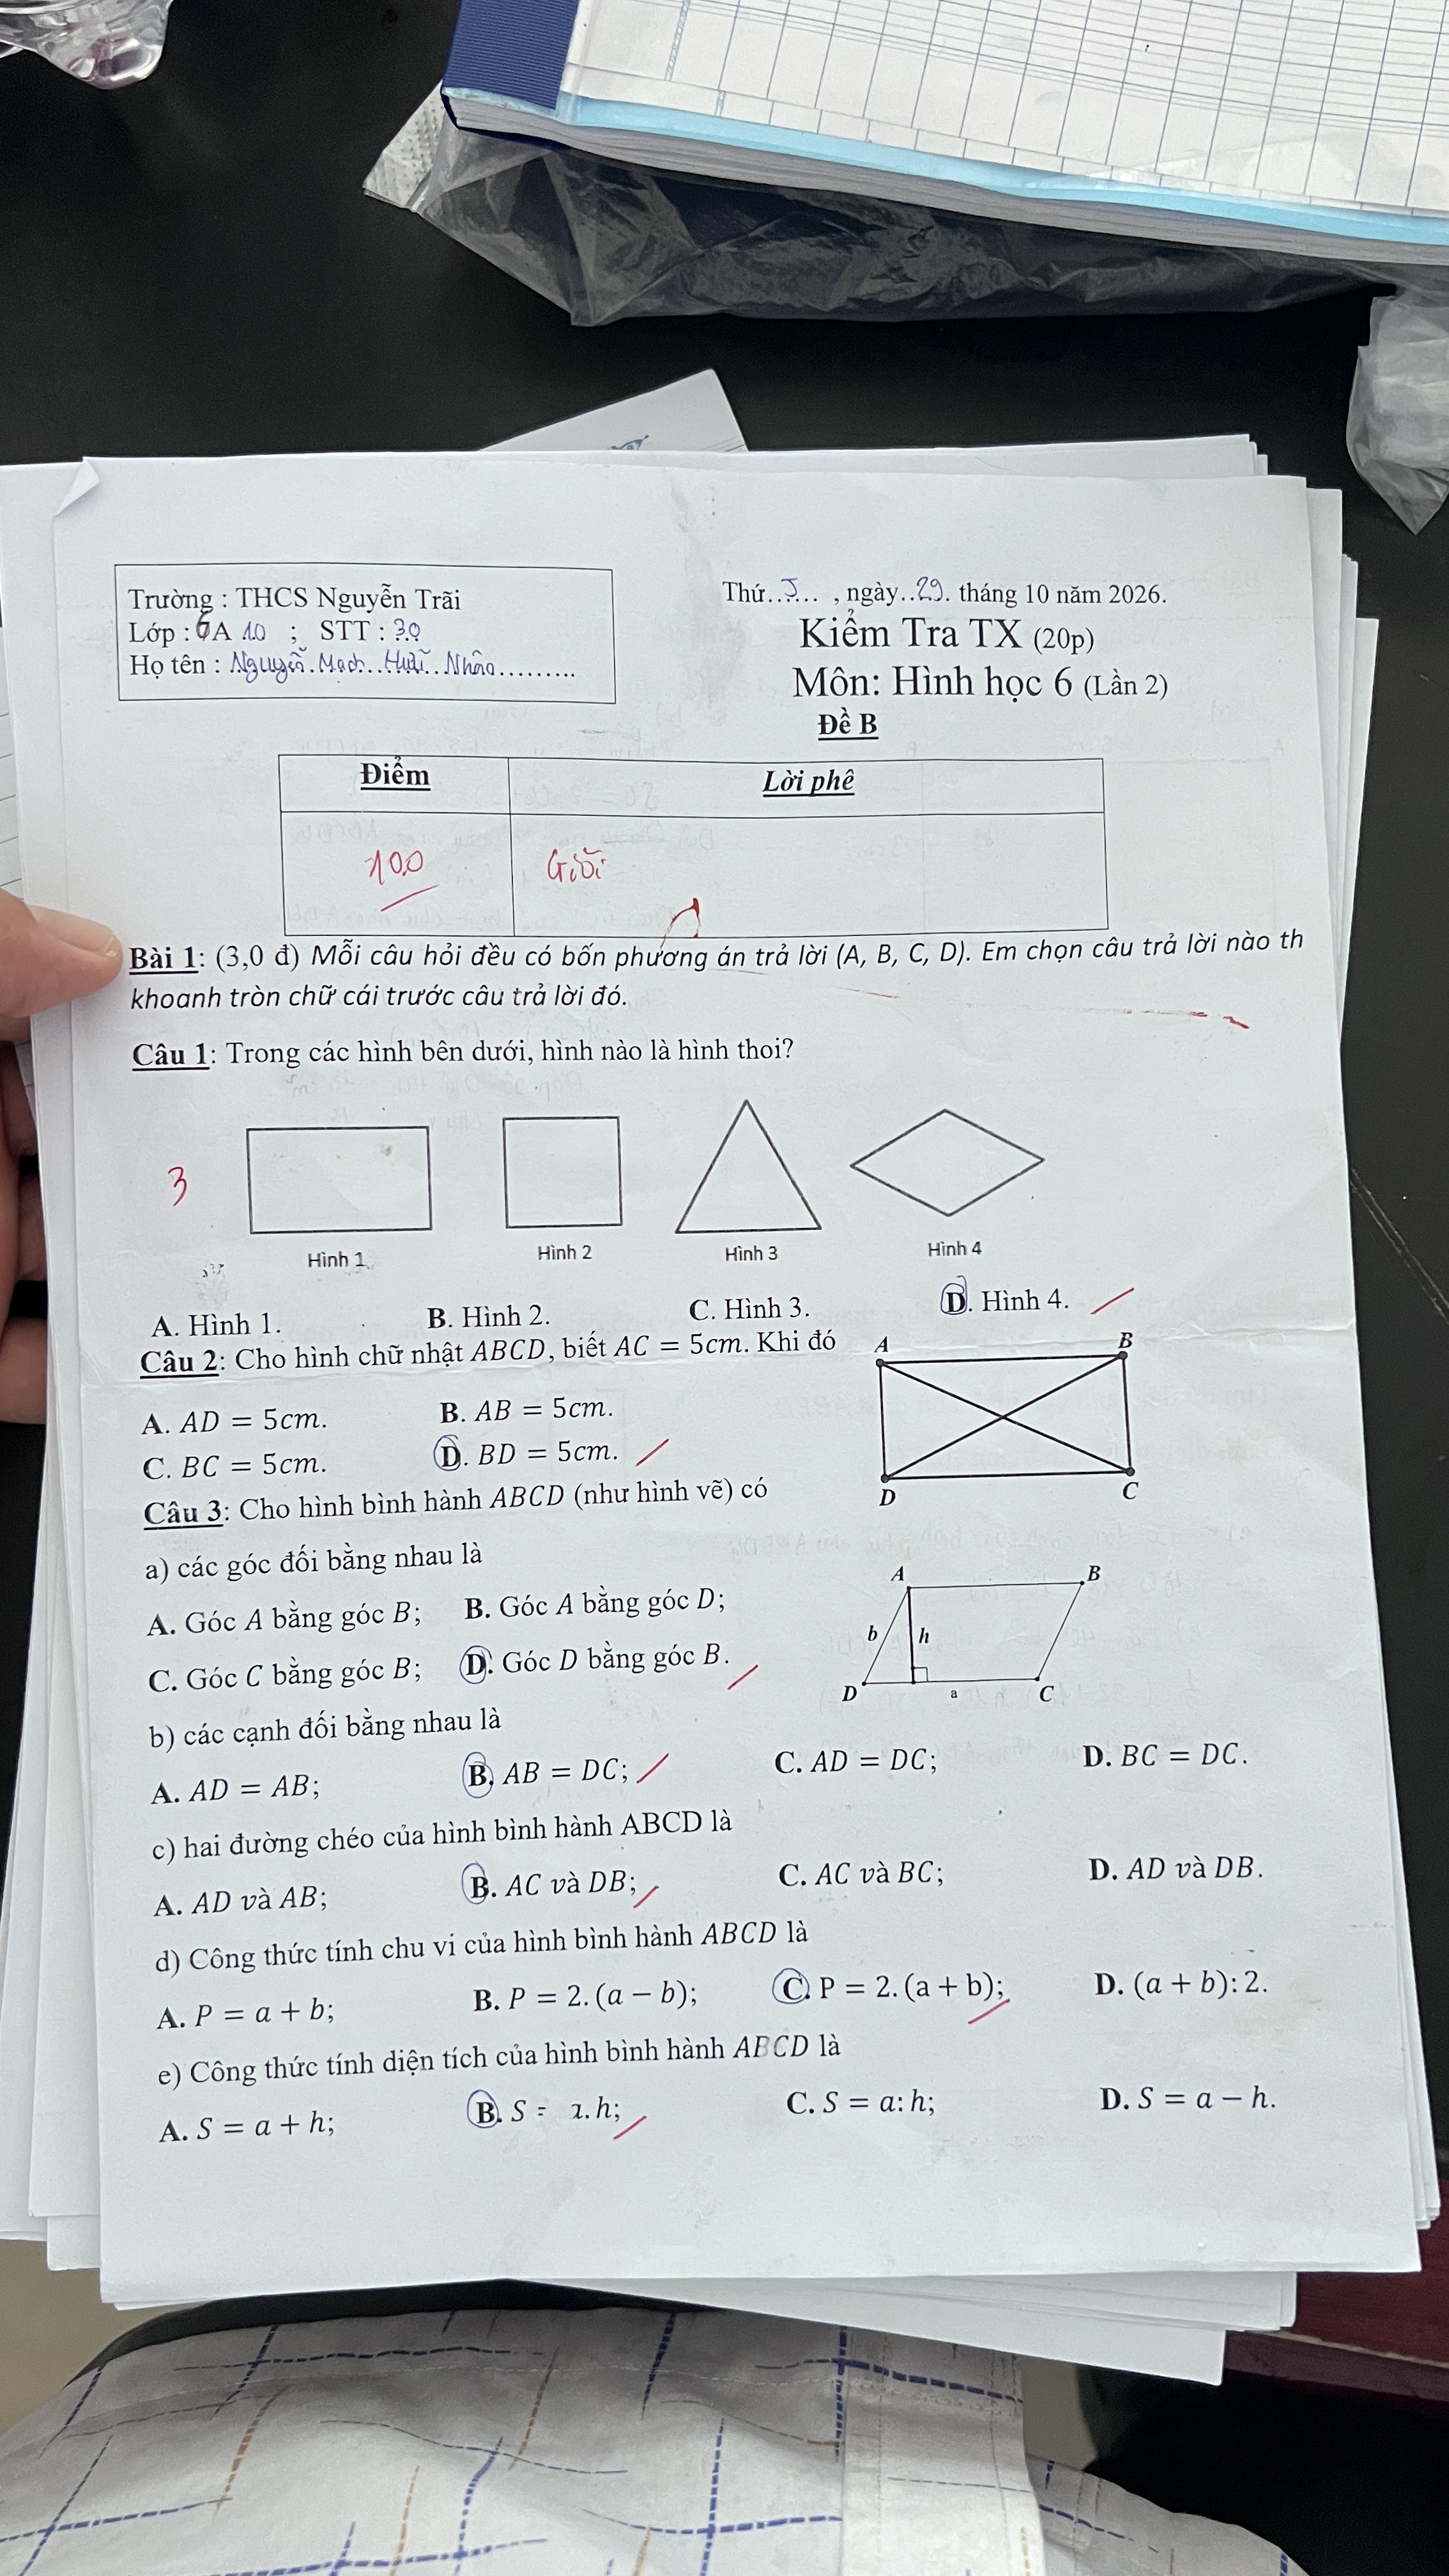 Trường : THCS Nguyễn Trãi
Lớp : 6A 10 ; STT : 30
Họ tên : Nguyễn Mạch Hữu Nhân.........
Thứ..5... , ngày..29. tháng 10 năm 2026.
Kiểm Tra TX (20p)
Môn: Hình học 6 (Lần 2)
Đề B
Điểm Lời phê
10.0 Giỏi
Bài 1: (3,0 đ) Mỗi câu hỏi đều có bốn phương án trả lời (A, B, C, D). Em chọn câu trả lời nào th
khoanh tròn chữ cái trước câu trả lời đó.
Câu 1: Trong các hình bên dưới, hình nào là hình thoi?
3
Hình 1 Hình 2 Hình 3 Hình 4
A. Hình 1. B. Hình 2. C. Hình 3. D. Hình 4.
Câu 2: Cho hình chữ nhật ABCD, biết AC = 5cm. Khi đó
A B
A. AD = 5cm. B. AB = 5cm.
C. BC = 5cm. D. BD = 5cm.
D C
Câu 3: Cho hình bình hành ABCD (như hình vẽ) có
a) các góc đối bằng nhau là
A B
A. Góc A bằng góc B; B. Góc A bằng góc D;
b h
C. Góc C bằng góc B; D. Góc D bằng góc B.
D a C
b) các cạnh đối bằng nhau là
A. AD = AB; B. AB = DC; C. AD = DC; D. BC = DC.
c) hai đường chéo của hình bình hành ABCD là
A. AD và AB; B. AC và DB; C. AC và BC; D. AD và DB.
d) Công thức tính chu vi của hình bình hành ABCD là
A. P = a + b; B. P = 2. (a − b); C. P = 2. (a + b); D. (a + b): 2.
e) Công thức tính diện tích của hình bình hành ABCD là
A. S = a + h; B. S = a. h; C. S = a: h; D. S = a − h.